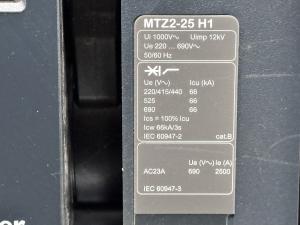 MTZ2-25 H1
Ui 1000V~ Uimp 12kV
Ue 220 ... 690V~
50/60 Hz
Ue (V~) Icu (kA)
220/415/440 66
525 66
690 66
Ics = 100% Icu
Icw 66kA/3s
IEC 60947-2 cat.B
Ue (V~) Ie (A)
AC23A 690 2500
IEC 60947-3
er